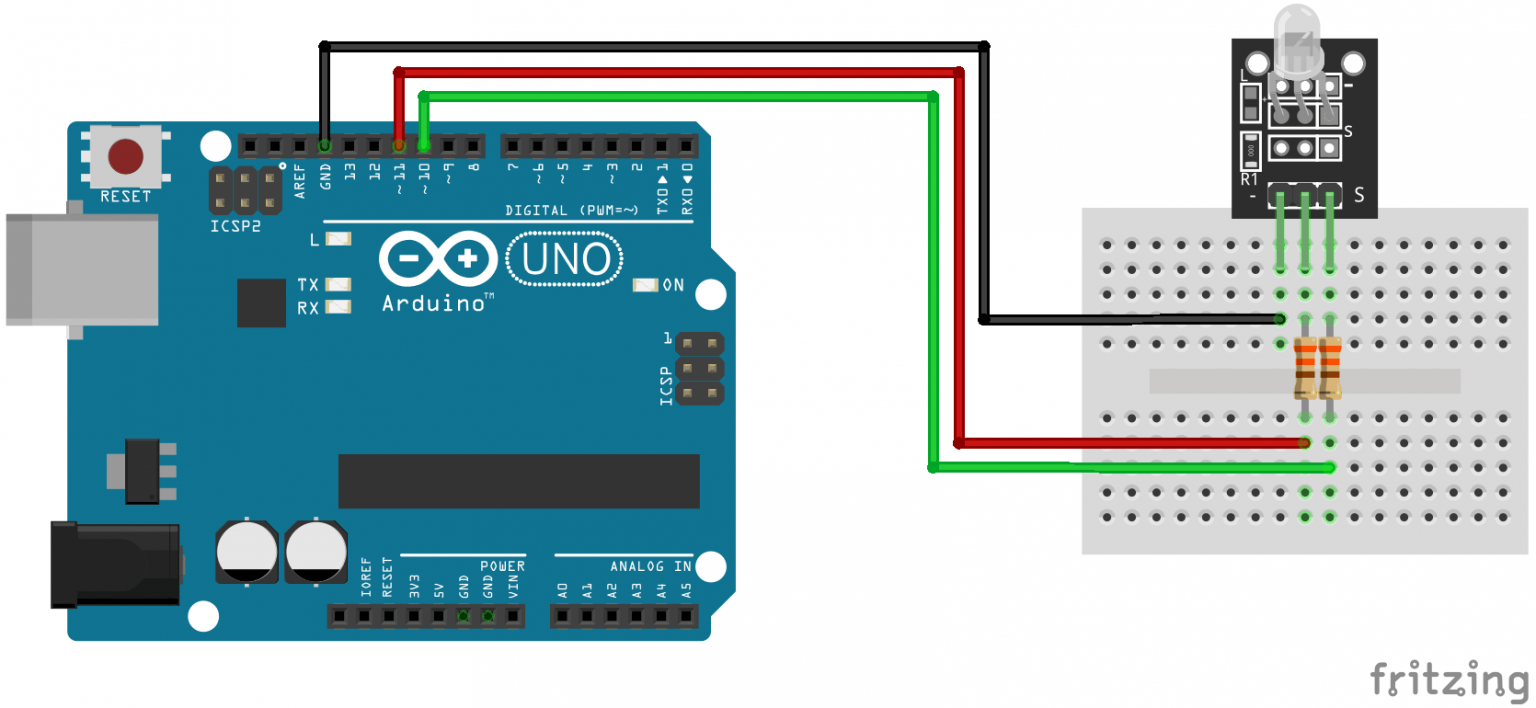 RESET
ICSP2
AREF
GND
13
12
~11
~10
~9
8
7
~6
~5
4
~3
2
TX0▶1
RX0◀0
DIGITAL (PWM=~)
L
TX
RX
UNO
Arduino™
ON
1
ICSP
IOREF
RESET
3V3
5V
GND
GND
VIN
POWER
ANALOG IN
A0
A1
A2
A3
A4
A5
L
-
S
000
R1
-
S
fritzing